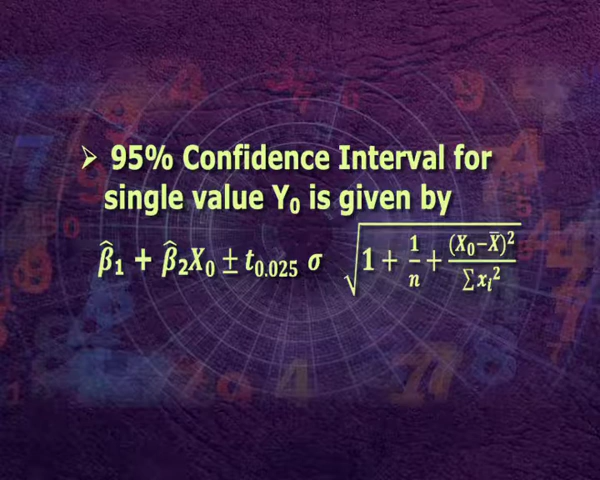 ➢ 95% Confidence Interval for
single value Y₀ is given by
β̂₁ + β̂₂X₀ ± t₀.₀₂₅ σ √(1 + 1/n + (X₀−X̅)²/∑xᵢ²)